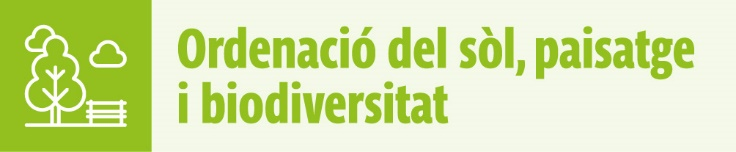 Ordenació del sòl, paisatge
i biodiversitat